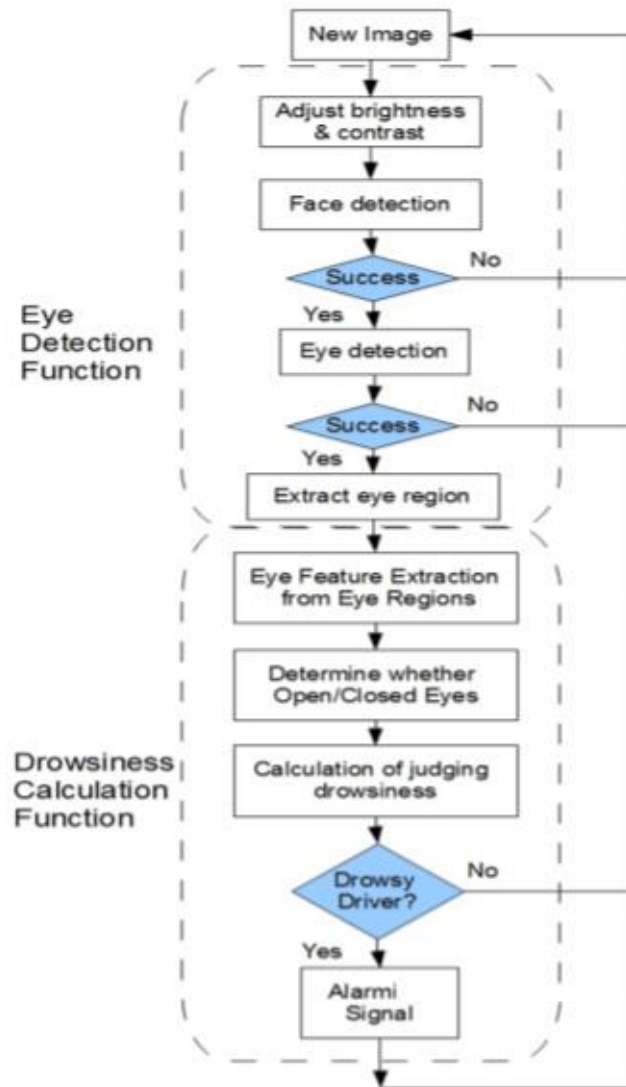 New Image
Adjust brightness
& contrast
Face detection
Success
No
Yes
Eye
Detection
Function
Eye detection
Success
No
Yes
Extract eye region
Eye Feature Extraction
from Eye Regions
Determine whether
Open/Closed Eyes
Drowsiness
Calculation
Function
Calculation of judging
drowsiness
Drowsy
Driver?
No
Yes
Alarmi
Signal